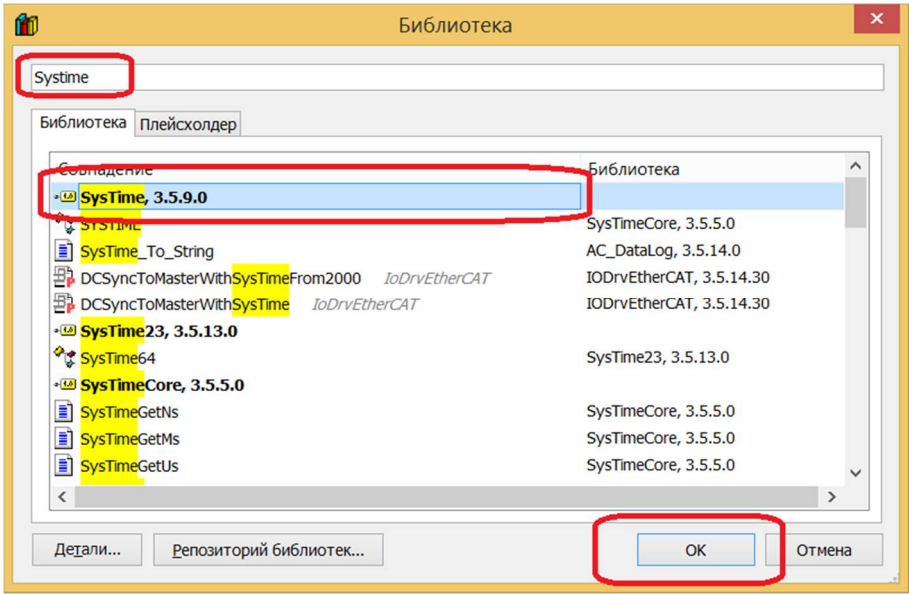 Библиотека
Systime
Библиотека Плейсхолдер
Совпадение Библиотека
SysTime, 3.5.9.0
SYSTIME SysTimeCore, 3.5.5.0
SysTime_To_String AC_DataLog, 3.5.14.0
DCSyncToMasterWithSysTimeFrom2000 IoDrvEtherCAT IODrvEtherCAT, 3.5.14.30
DCSyncToMasterWithSysTime IoDrvEtherCAT IODrvEtherCAT, 3.5.14.30
SysTime23, 3.5.13.0
SysTime64 SysTime23, 3.5.13.0
SysTimeCore, 3.5.5.0
SysTimeGetNs SysTimeCore, 3.5.5.0
SysTimeGetMs SysTimeCore, 3.5.5.0
SysTimeGetUs SysTimeCore, 3.5.5.0
Детали... Репозиторий библиотек... OK Отмена